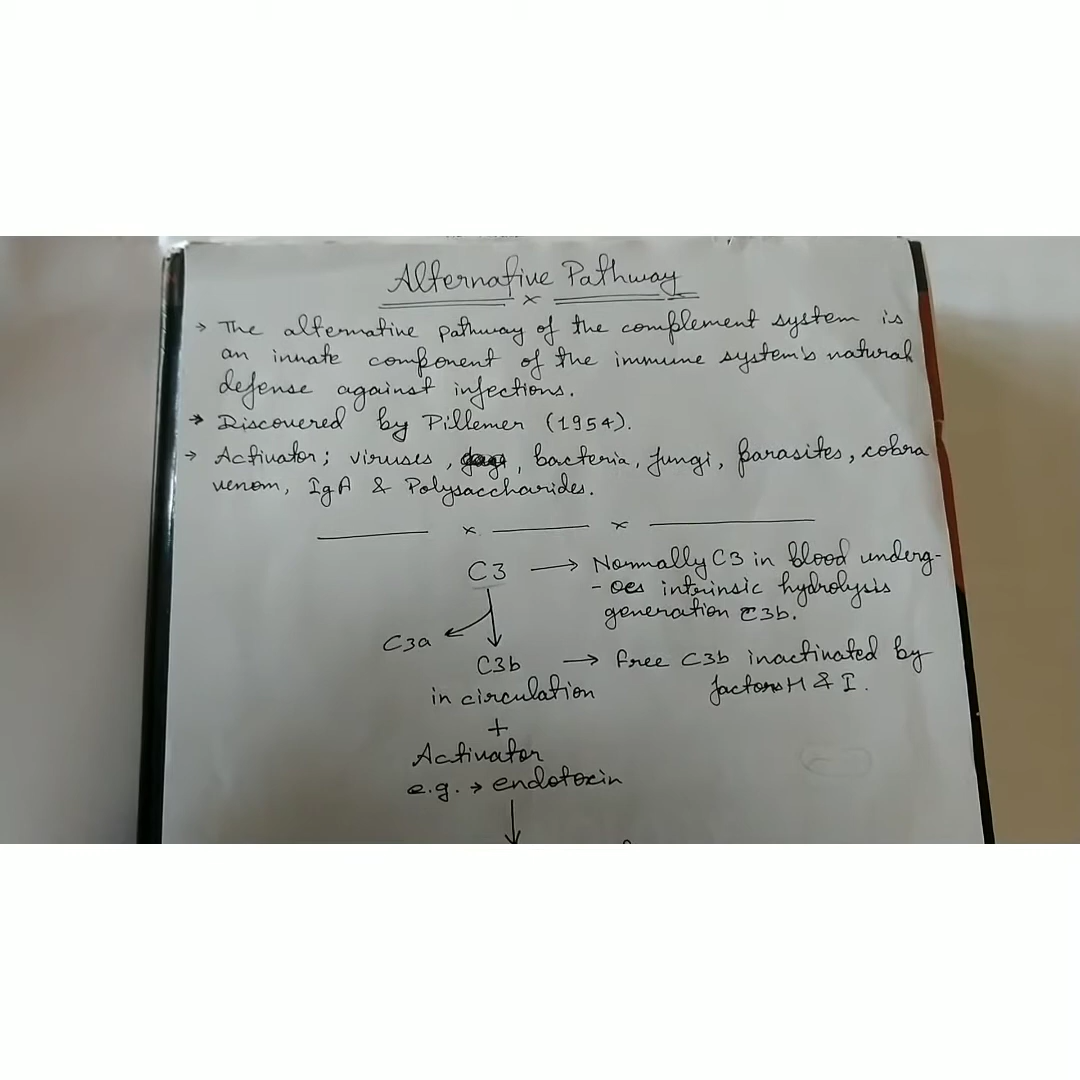 Alternative Pathway
x
→ The alternative pathway of the complement system is
an innate component of the immune system's natural
defense against infections.
→ Discovered by Pillemer (1954).
→ Activator; viruses, , bacteria, fungi, parasites, cobra
venom, IgA & Polysaccharides.
x x
C3 → Normally C3 in blood underg-
- oes intrinsic hydrolysis
generation C3b.
C3a
C3b → free C3b inactivated by
in circulation factors H & I.
+
Activator
e.g. → endotoxin